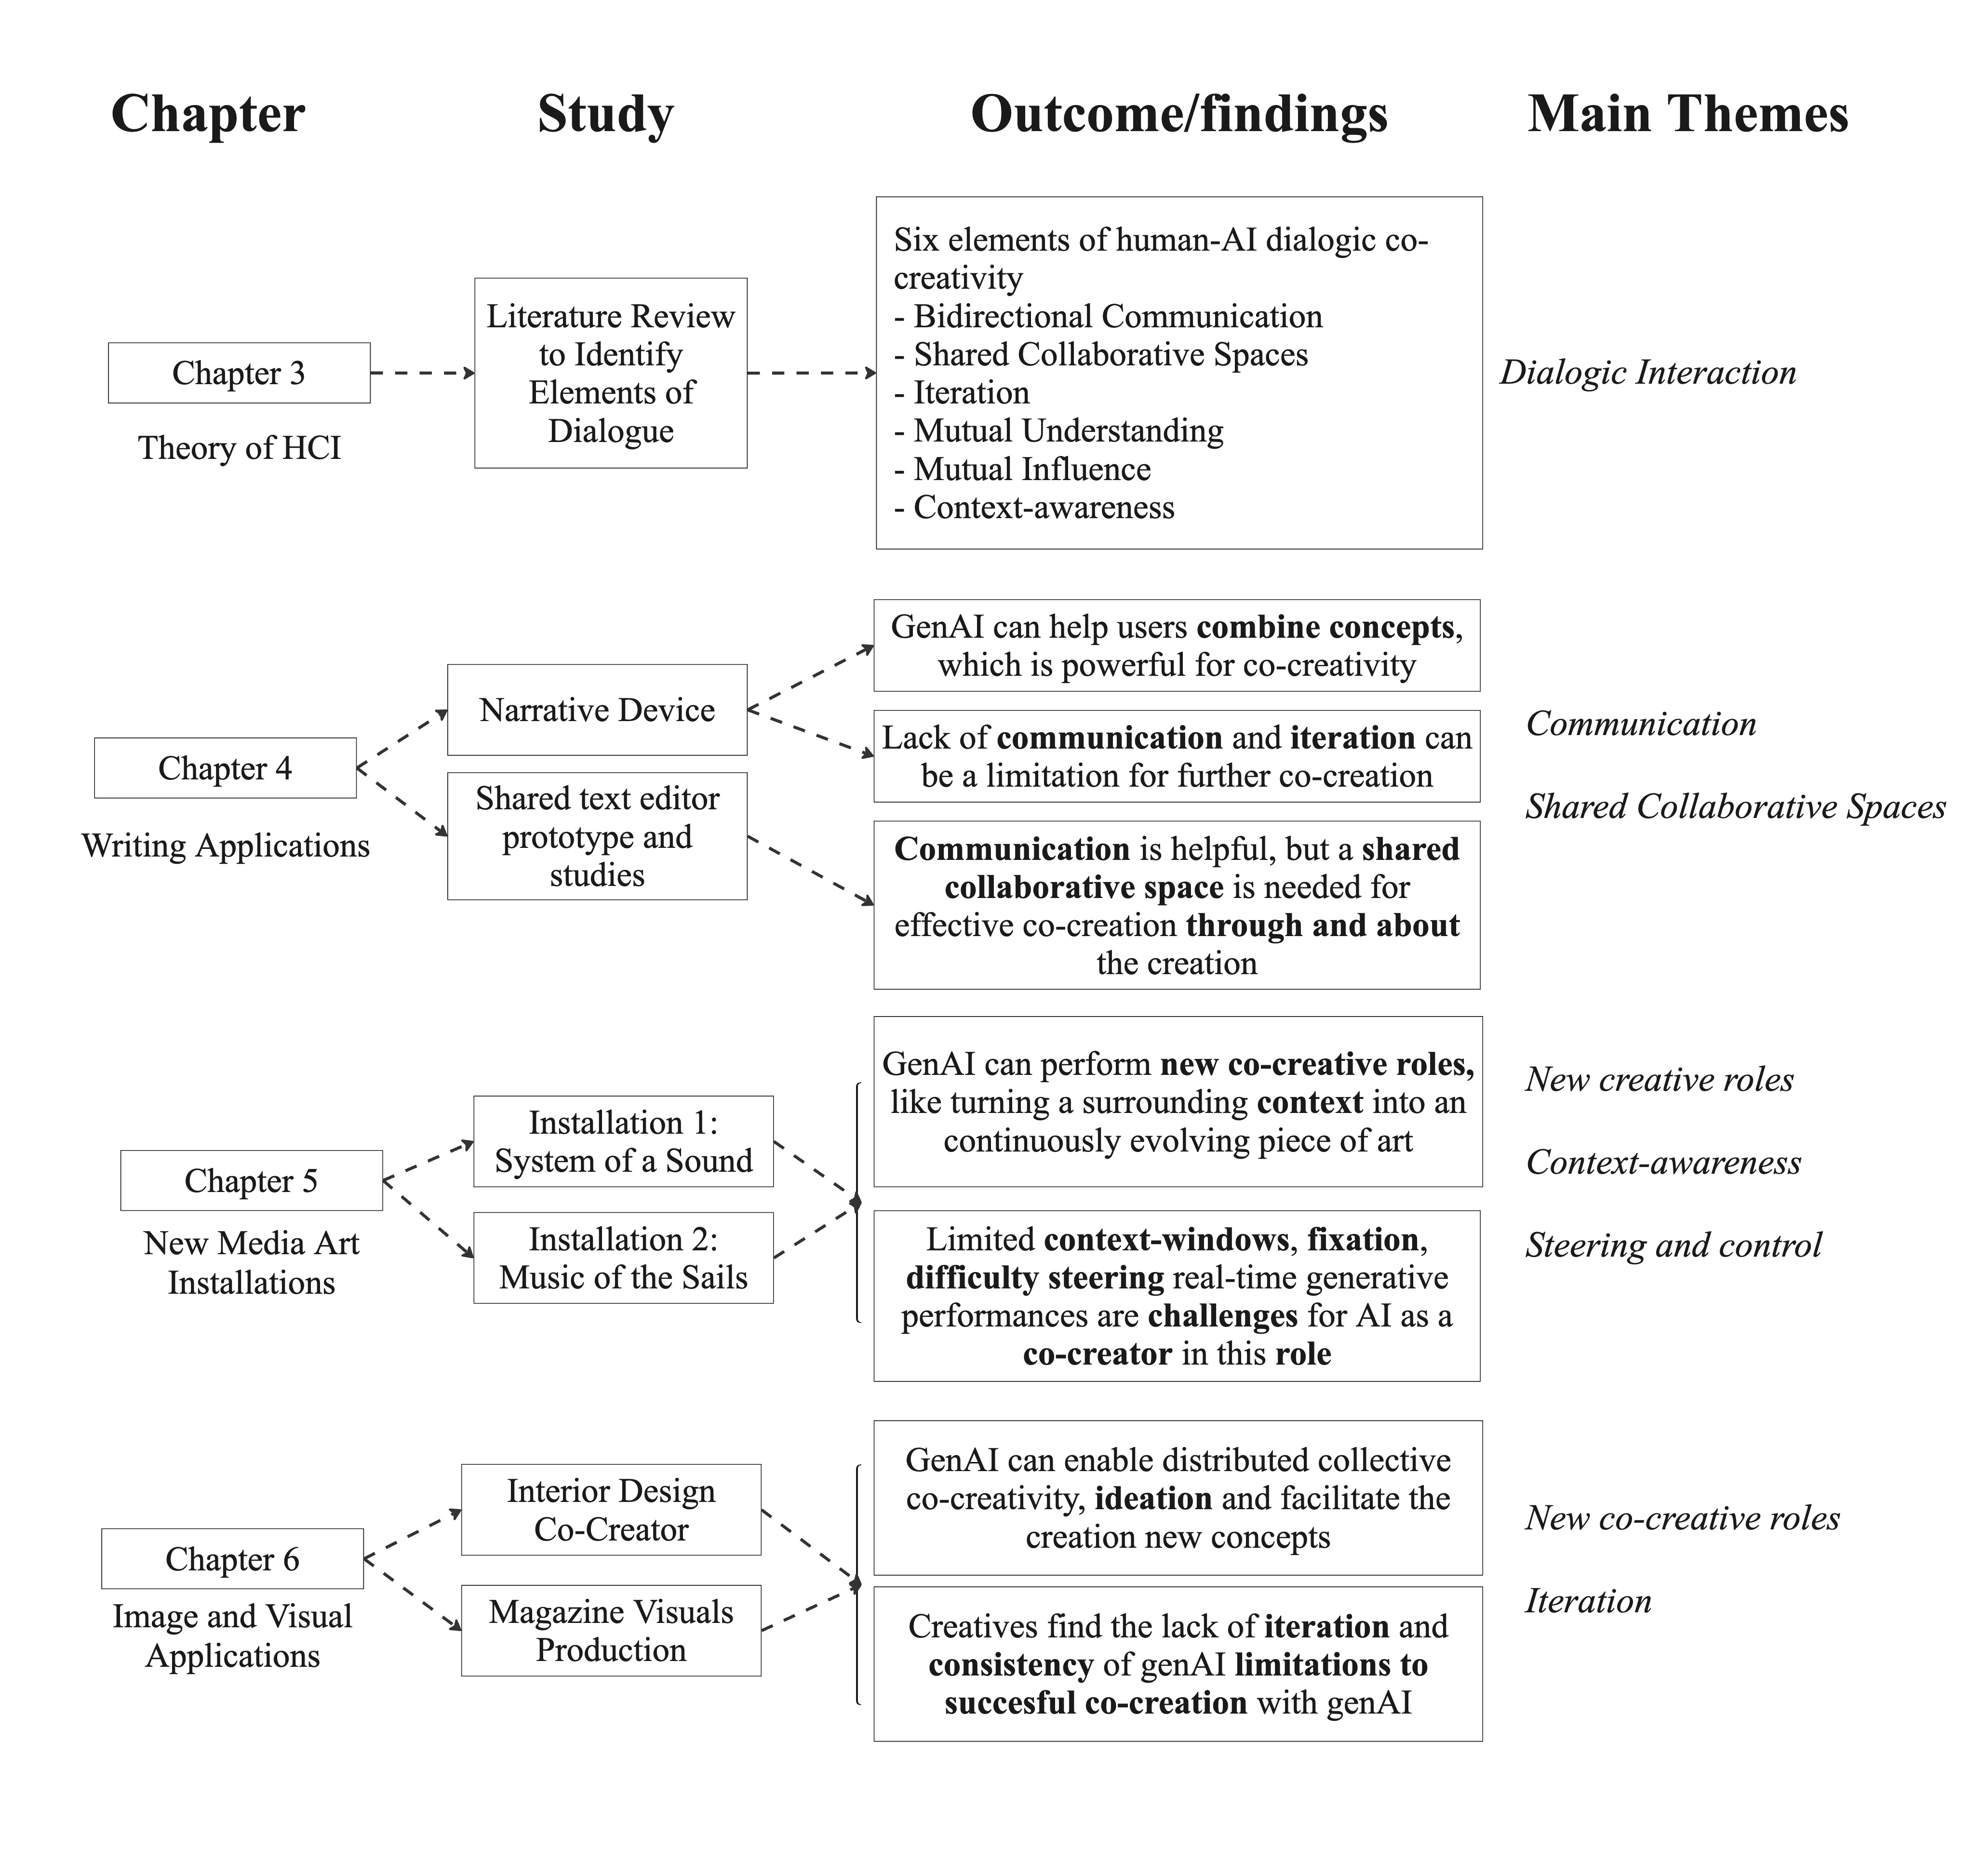 Chapter
Study
Outcome/findings
Main Themes
Chapter 3
Theory of HCI
Literature Review
to Identify
Elements of
Dialogue
Six elements of human-AI dialogic co-
creativity
- Bidirectional Communication
- Shared Collaborative Spaces
- Iteration
- Mutual Understanding
- Mutual Influence
- Context-awareness
Dialogic Interaction
Chapter 4
Writing Applications
Narrative Device
Shared text editor
prototype and
studies
GenAI can help users combine concepts,
which is powerful for co-creativity
Lack of communication and iteration can
be a limitation for further co-creation
Communication is helpful, but a shared
collaborative space is needed for
effective co-creation through and about
the creation
Communication
Shared Collaborative Spaces
Chapter 5
New Media Art
Installations
Installation 1:
System of a Sound
Installation 2:
Music of the Sails
GenAI can perform new co-creative roles,
like turning a surrounding context into an
continuously evolving piece of art
Limited context-windows, fixation,
difficulty steering real-time generative
performances are challenges for AI as a
co-creator in this role
New creative roles
Context-awareness
Steering and control
Chapter 6
Image and Visual
Applications
Interior Design
Co-Creator
Magazine Visuals
Production
GenAI can enable distributed collective
co-creativity, ideation and facilitate the
creation new concepts
Creatives find the lack of iteration and
consistency of genAI limitations to
succesful co-creation with genAI
New co-creative roles
Iteration